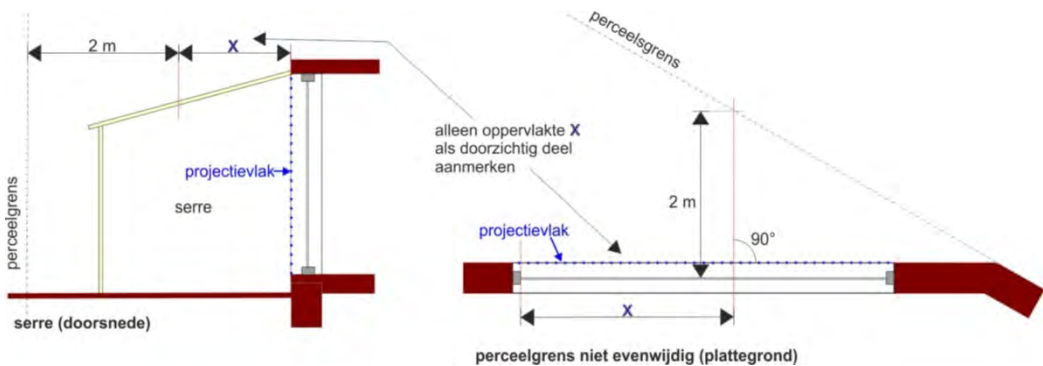 2 m
X
perceelgrens
projectievlak
serre
serre (doorsnede)
perceelsgrens
alleen oppervlakte X
als doorzichtig deel
aanmerken
2 m
projectievlak
90°
X
perceelgrens niet evenwijdig (plattegrond)